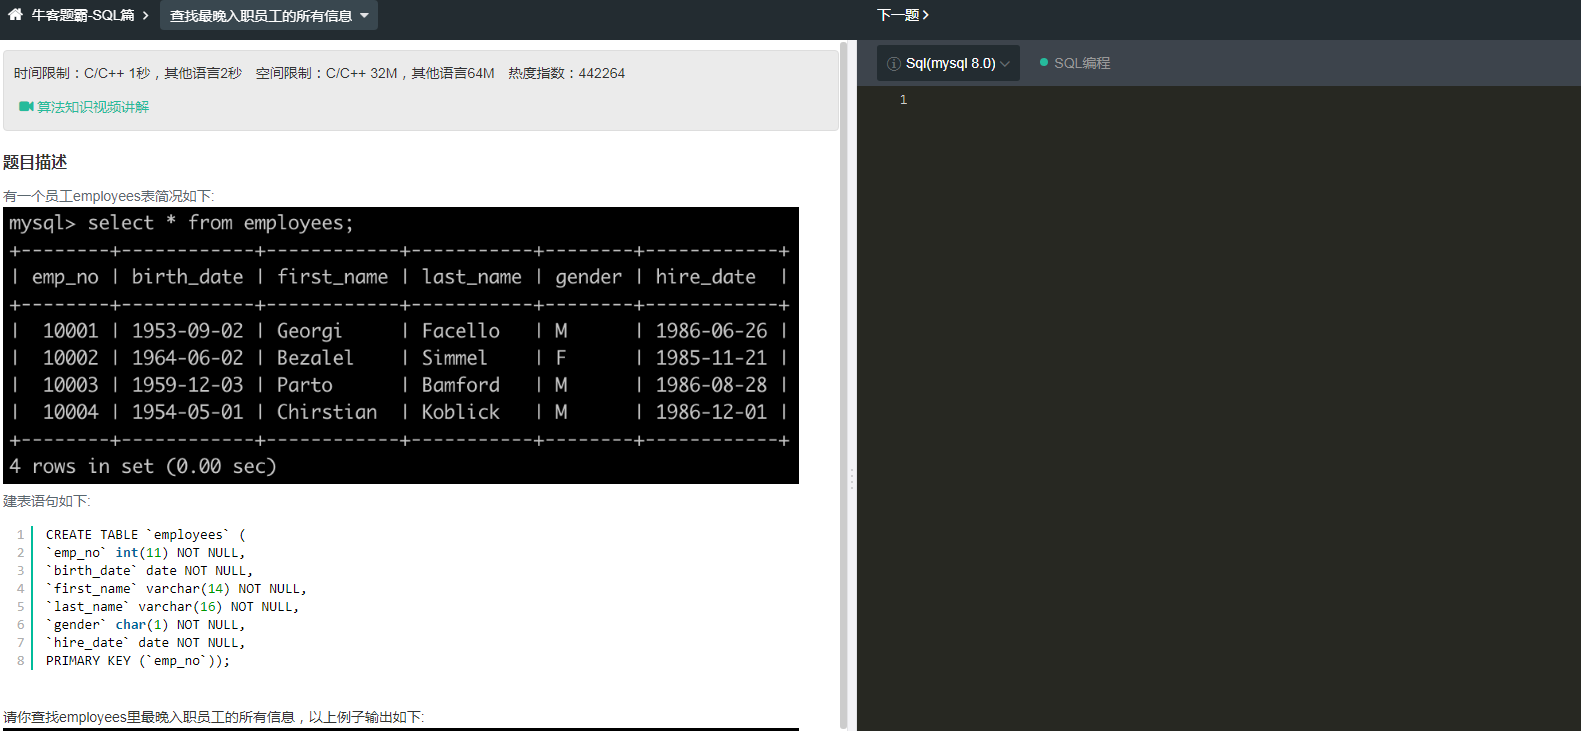 牛客题霸-SQL篇 > 查找最晚入职员工的所有信息
下一题>
时间限制：C/C++ 1秒，其他语言2秒 空间限制：C/C++ 32M，其他语言64M 热度指数：442264
算法知识视频讲解
题目描述
有一个员工employees表简况如下:
mysql> select * from employees;
+--------+------------+-------------+-----------+--------+------------+
| emp_no | birth_date | first_name | last_name | gender | hire_date |
+--------+------------+-------------+-----------+--------+------------+
| 10001 | 1953-09-02 | Georgi | Facello | M | 1986-06-26 |
| 10002 | 1964-06-02 | Bezalel | Simmel | F | 1985-11-21 |
| 10003 | 1959-12-03 | Parto | Bamford | M | 1986-08-28 |
| 10004 | 1954-05-01 | Chirstian | Koblick | M | 1986-12-01 |
+--------+------------+-------------+-----------+--------+------------+
4 rows in set (0.00 sec)
建表语句如下:
1 CREATE TABLE `employees` (
2 `emp_no` int(11) NOT NULL,
3 `birth_date` date NOT NULL,
4 `first_name` varchar(14) NOT NULL,
5 `last_name` varchar(16) NOT NULL,
6 `gender` char(1) NOT NULL,
7 `hire_date` date NOT NULL,
8 PRIMARY KEY (`emp_no`));
请你查找employees里最晚入职员工的所有信息，以上例子输出如下:
Sql(mysql 8.0)
SQL编程
1